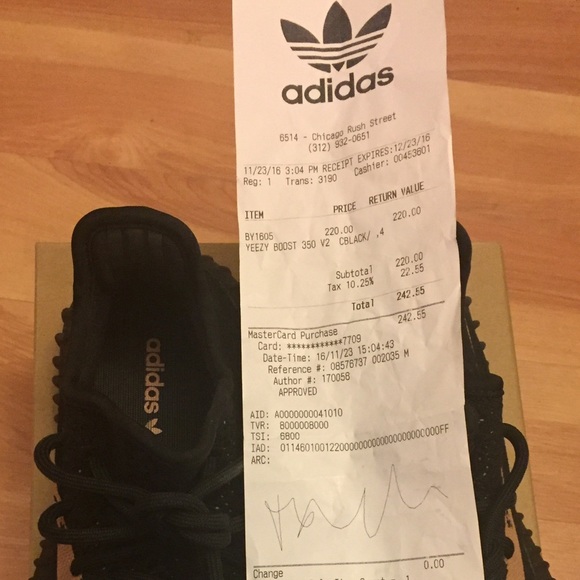 adidas
6514 - Chicago Rush Street
(312) 932-0651
11/23/16 3:04 PM RECEIPT EXPIRES:12/23/16
Reg: 1 Trans: 3190 Cashier: 00453601
ITEM PRICE RETURN VALUE
BY1605 220.00 220.00
YEEZY BOOST 350 V2 CBLACK/ ,4
Subtotal 220.00
Tax 10.25% 22.55
Total 242.55
242.55
MasterCard Purchase
Card: ************7709
Date-Time: 16/11/23 15:04:43
Reference #: 08576737 002035 M
Author #: 170056
APPROVED
AID: A0000000041010
TVR: 8000008000
TSI: 6800
ARC:
Change 0.00
adidas